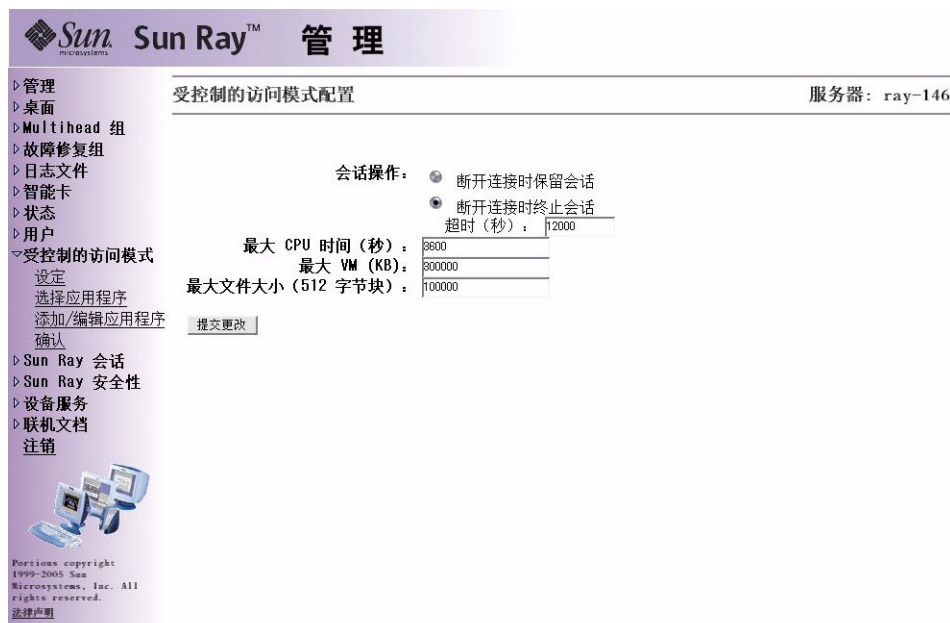 Sun microsystems Sun Ray™ 管 理
▷管理
▷桌面
▷Multihead 组
▷故障修复组
▷日志文件
▷智能卡
▷状态
▷用户
▽受控制的访问模式
设定
选择应用程序
添加/编辑应用程序
确认
▷Sun Ray 会话
▷Sun Ray 安全性
▷设备服务
▷联机文档
注销
Portions copyright
1999-2005 Sun
Microsystems, Inc. All
rights reserved.
法律声明
受控制的访问模式配置 服务器: ray-146
会话操作: 断开连接时保留会话
断开连接时终止会话
超时(秒): 12000
最大 CPU 时间(秒): 3600
最大 VM (KB): 300000
最大文件大小(512 字节块): 100000
提交更改